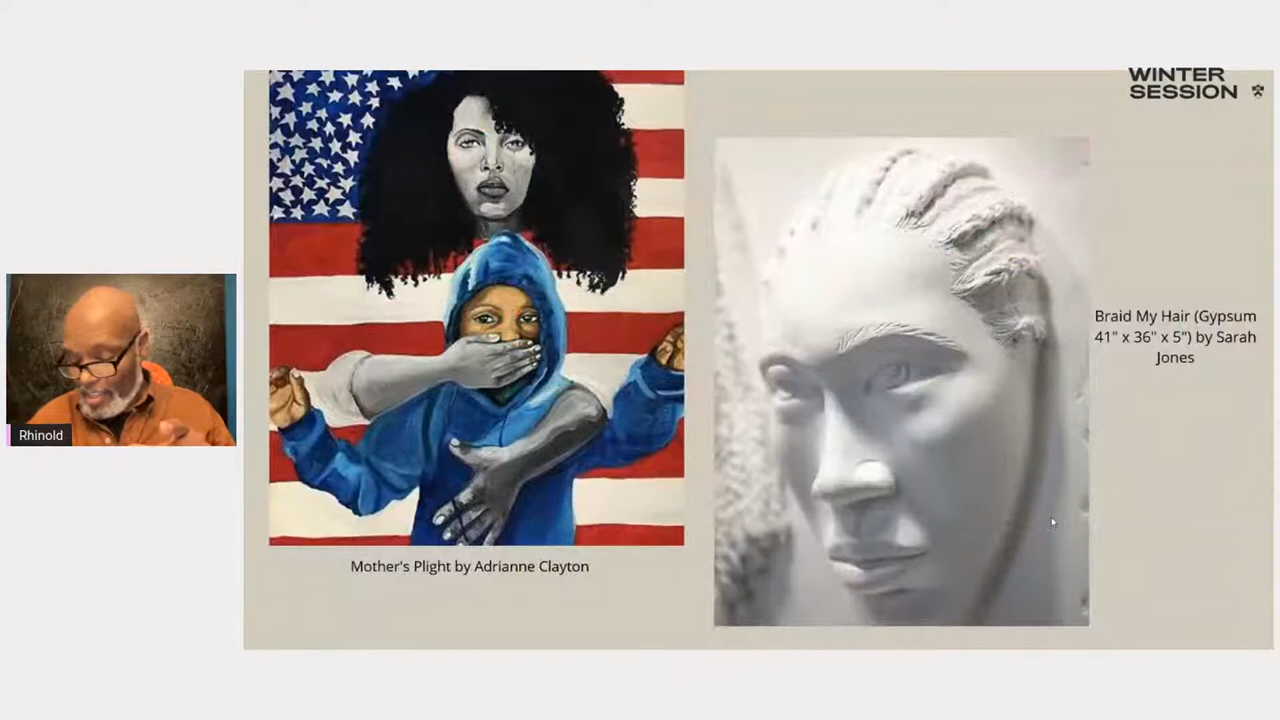 WINTER
SESSION
Rhinold
Mother's Plight by Adrianne Clayton
Braid My Hair (Gypsum
41" x 36" x 5") by Sarah
Jones